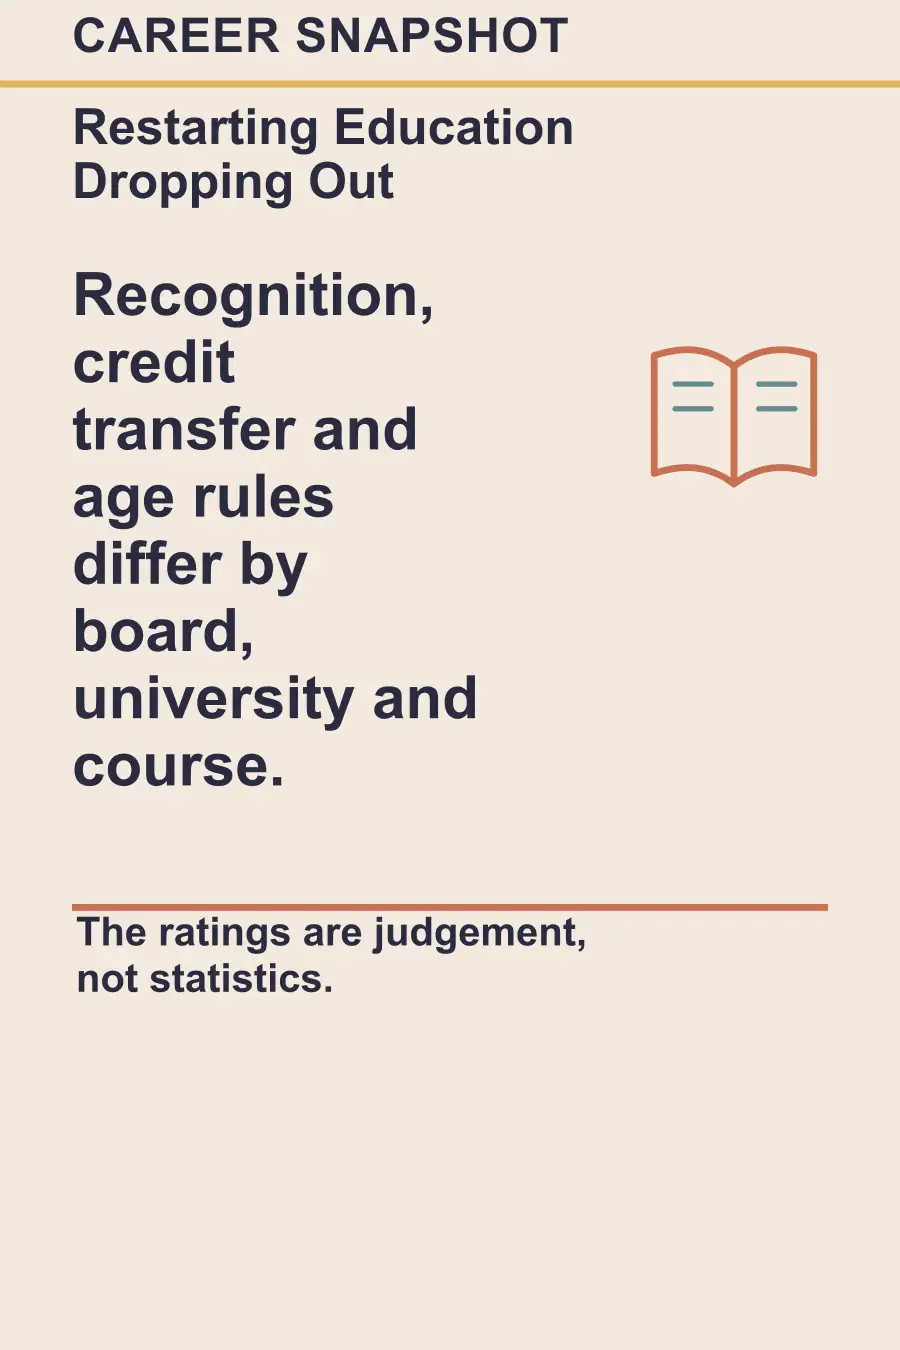 CAREER SNAPSHOT
Restarting Education
Dropping Out
Recognition,
credit
transfer and
age rules
differ by
board,
university and
course.
The ratings are judgement,
not statistics.